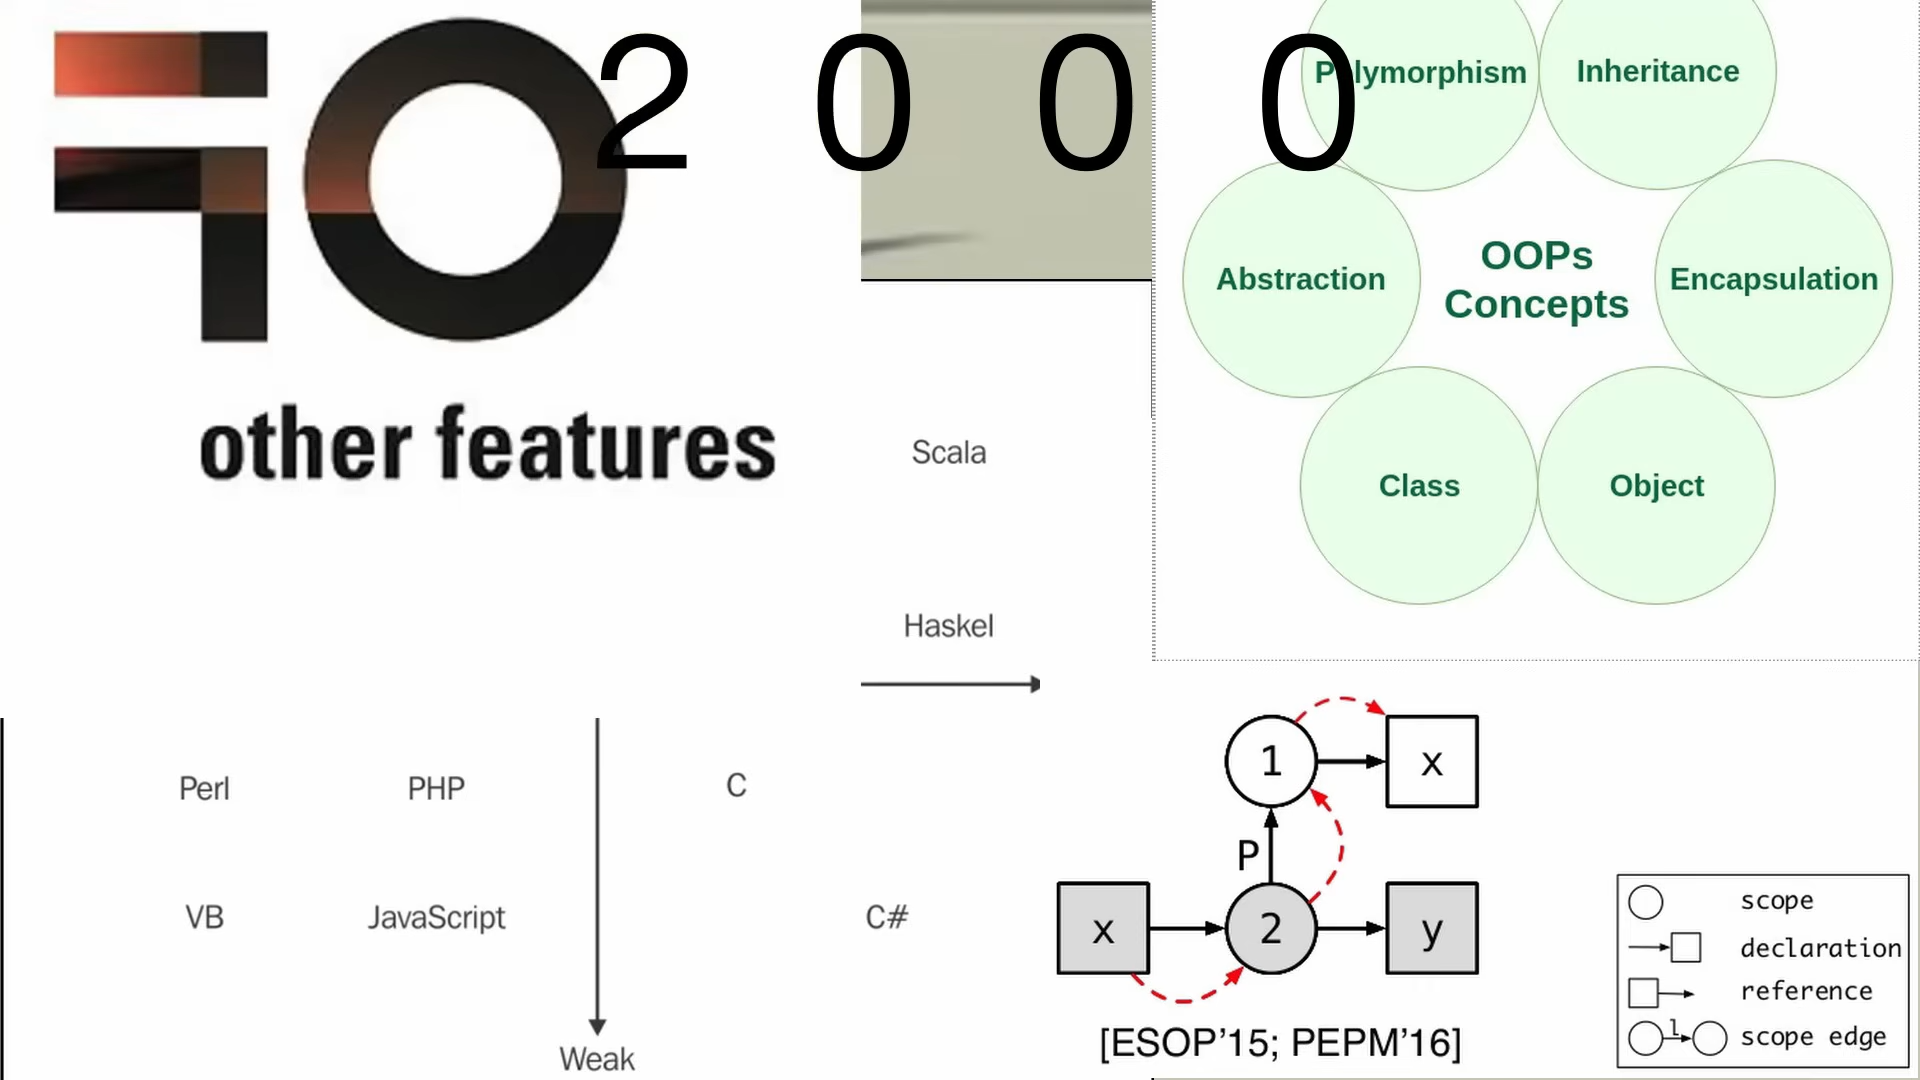 10
2 0 0 0
other features
Polymorphism
Inheritance
Abstraction
OOPs
Concepts
Encapsulation
Class
Object
Scala
Haskel
Perl
PHP
C
VB
JavaScript
C#
Weak
1
x
P
x
2
y
[ESOP’15; PEPM’16]
scope
declaration
reference
l
scope edge